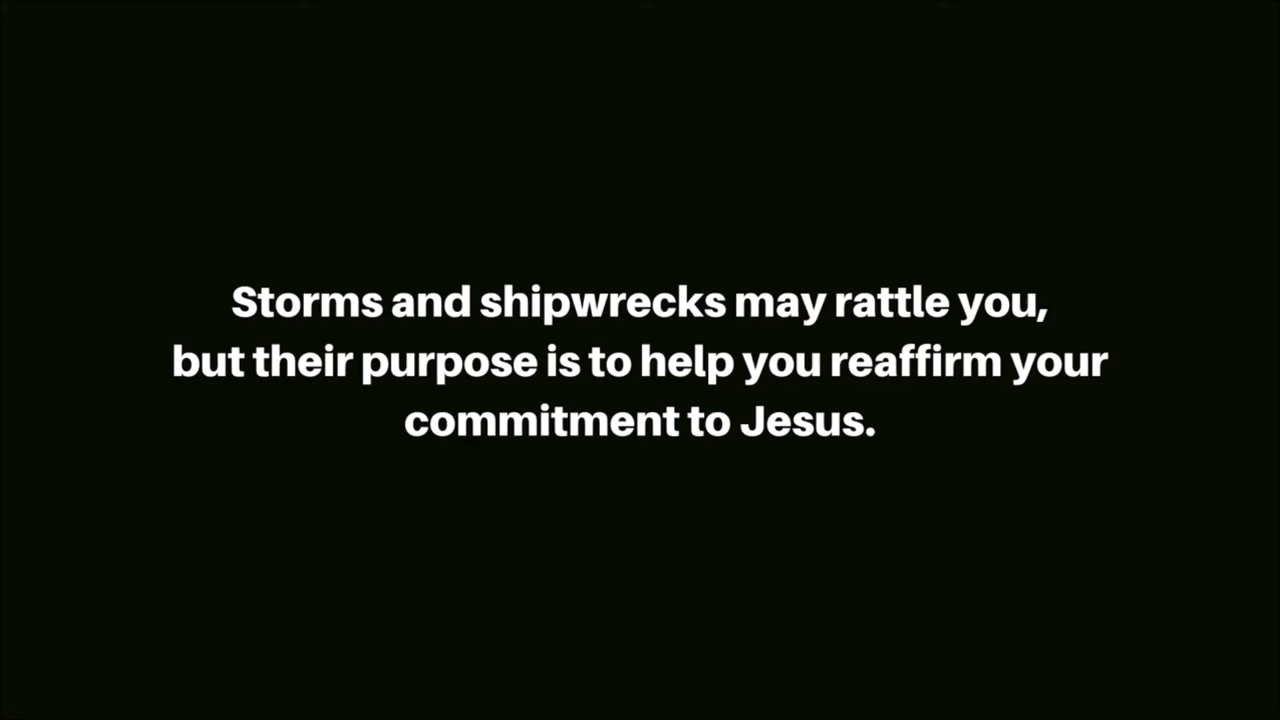 Storms and shipwrecks may rattle you,
but their purpose is to help you reaffirm your
commitment to Jesus.